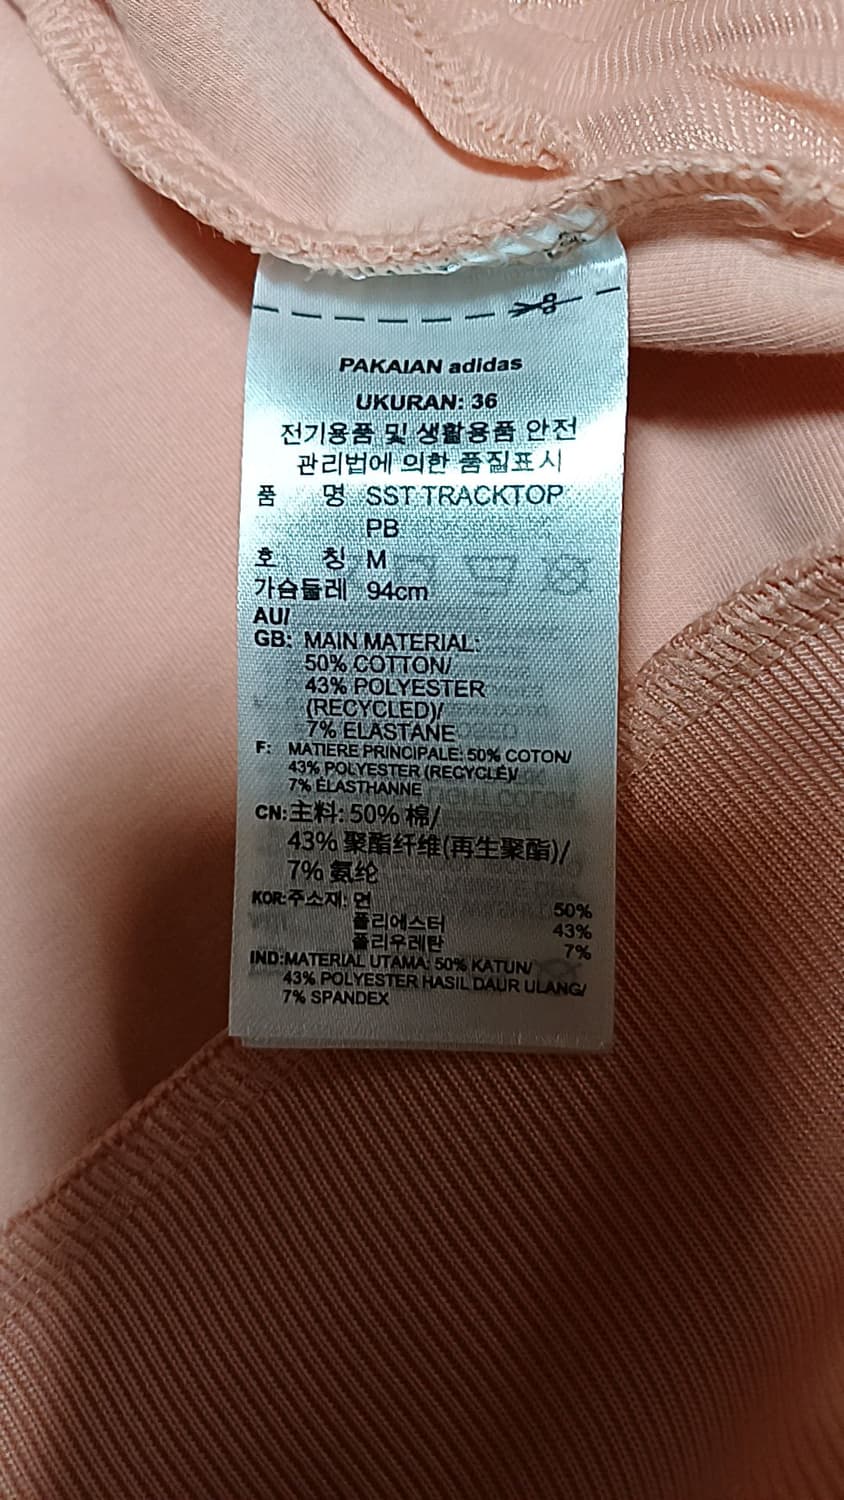 PAKAIAN adidas
UKURAN: 36
전기용품 및 생활용품 안전
관리법에 의한 품질표시
품 명 SST TRACKTOP
PB
호 칭 M
가슴둘레 94cm
AU/
GB: MAIN MATERIAL:
50% COTTON/
43% POLYESTER
(RECYCLED)/
7% ELASTANE
F: MATIERE PRINCIPALE: 50% COTON/
43% POLYESTER (RECYCLÉ)/
7% ÉLASTHANNE
CN:主料: 50% 棉/
43% 聚酯纤维(再生聚酯)/
7% 氨纶
KOR:주소재: 면 50%
폴리에스터 43%
폴리우레탄 7%
IND:MATERIAL UTAMA: 50% KATUN/
43% POLYESTER HASIL DAUR ULANG/
7% SPANDEX